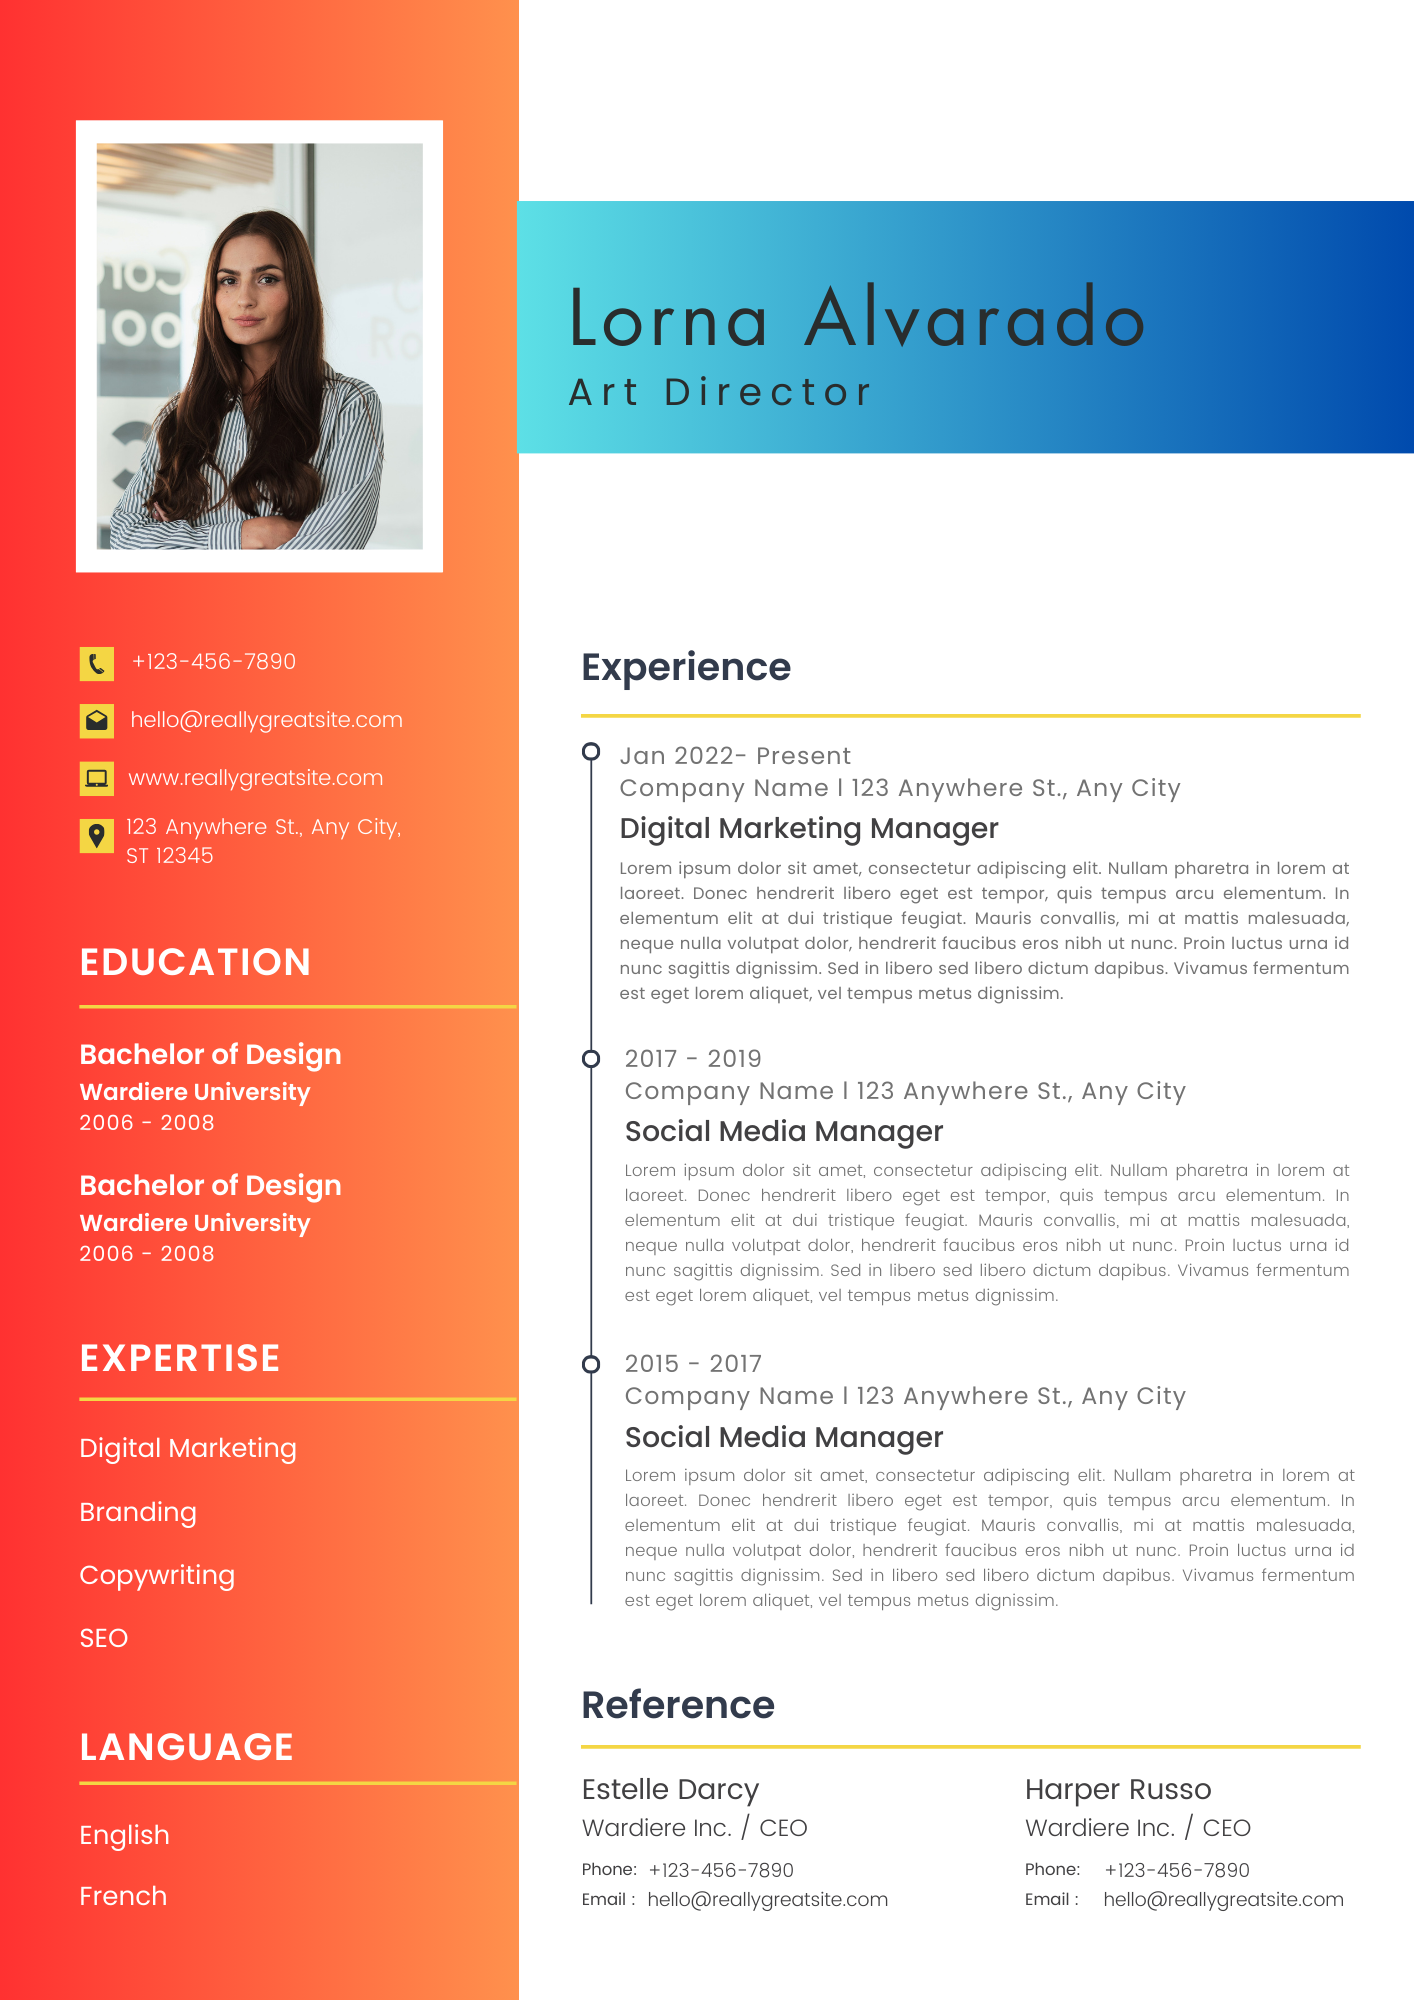 Lorna Alvarado
Art Director
+123-456-7890
hello@reallygreatsite.com
www.reallygreatsite.com
123 Anywhere St., Any City,
ST 12345
EDUCATION
Bachelor of Design
Wardiere University
2006 - 2008
Bachelor of Design
Wardiere University
2006 - 2008
EXPERTISE
Digital Marketing
Branding
Copywriting
SEO
LANGUAGE
English
French
Experience
Jan 2022- Present
Company Name l 123 Anywhere St., Any City
Digital Marketing Manager
Lorem ipsum dolor sit amet, consectetur adipiscing elit. Nullam pharetra in lorem at
laoreet. Donec hendrerit libero eget est tempor, quis tempus arcu elementum. In
elementum elit at dui tristique feugiat. Mauris convallis, mi at mattis malesuada,
neque nulla volutpat dolor, hendrerit faucibus eros nibh ut nunc. Proin luctus urna id
nunc sagittis dignissim. Sed in libero sed libero dictum dapibus. Vivamus fermentum
est eget lorem aliquet, vel tempus metus dignissim.
2017 - 2019
Company Name l 123 Anywhere St., Any City
Social Media Manager
Lorem ipsum dolor sit amet, consectetur adipiscing elit. Nullam pharetra in lorem at
laoreet. Donec hendrerit libero eget est tempor, quis tempus arcu elementum. In
elementum elit at dui tristique feugiat. Mauris convallis, mi at mattis malesuada,
neque nulla volutpat dolor, hendrerit faucibus eros nibh ut nunc. Proin luctus urna id
nunc sagittis dignissim. Sed in libero sed libero dictum dapibus. Vivamus fermentum
est eget lorem aliquet, vel tempus metus dignissim.
2015 - 2017
Company Name l 123 Anywhere St., Any City
Social Media Manager
Lorem ipsum dolor sit amet, consectetur adipiscing elit. Nullam pharetra in lorem at
laoreet. Donec hendrerit libero eget est tempor, quis tempus arcu elementum. In
elementum elit at dui tristique feugiat. Mauris convallis, mi at mattis malesuada,
neque nulla volutpat dolor, hendrerit faucibus eros nibh ut nunc. Proin luctus urna id
nunc sagittis dignissim. Sed in libero sed libero dictum dapibus. Vivamus fermentum
est eget lorem aliquet, vel tempus metus dignissim.
Reference
Estelle Darcy
Wardiere Inc. / CEO
Phone: +123-456-7890
Email : hello@reallygreatsite.com
Harper Russo
Wardiere Inc. / CEO
Phone: +123-456-7890
Email : hello@reallygreatsite.com